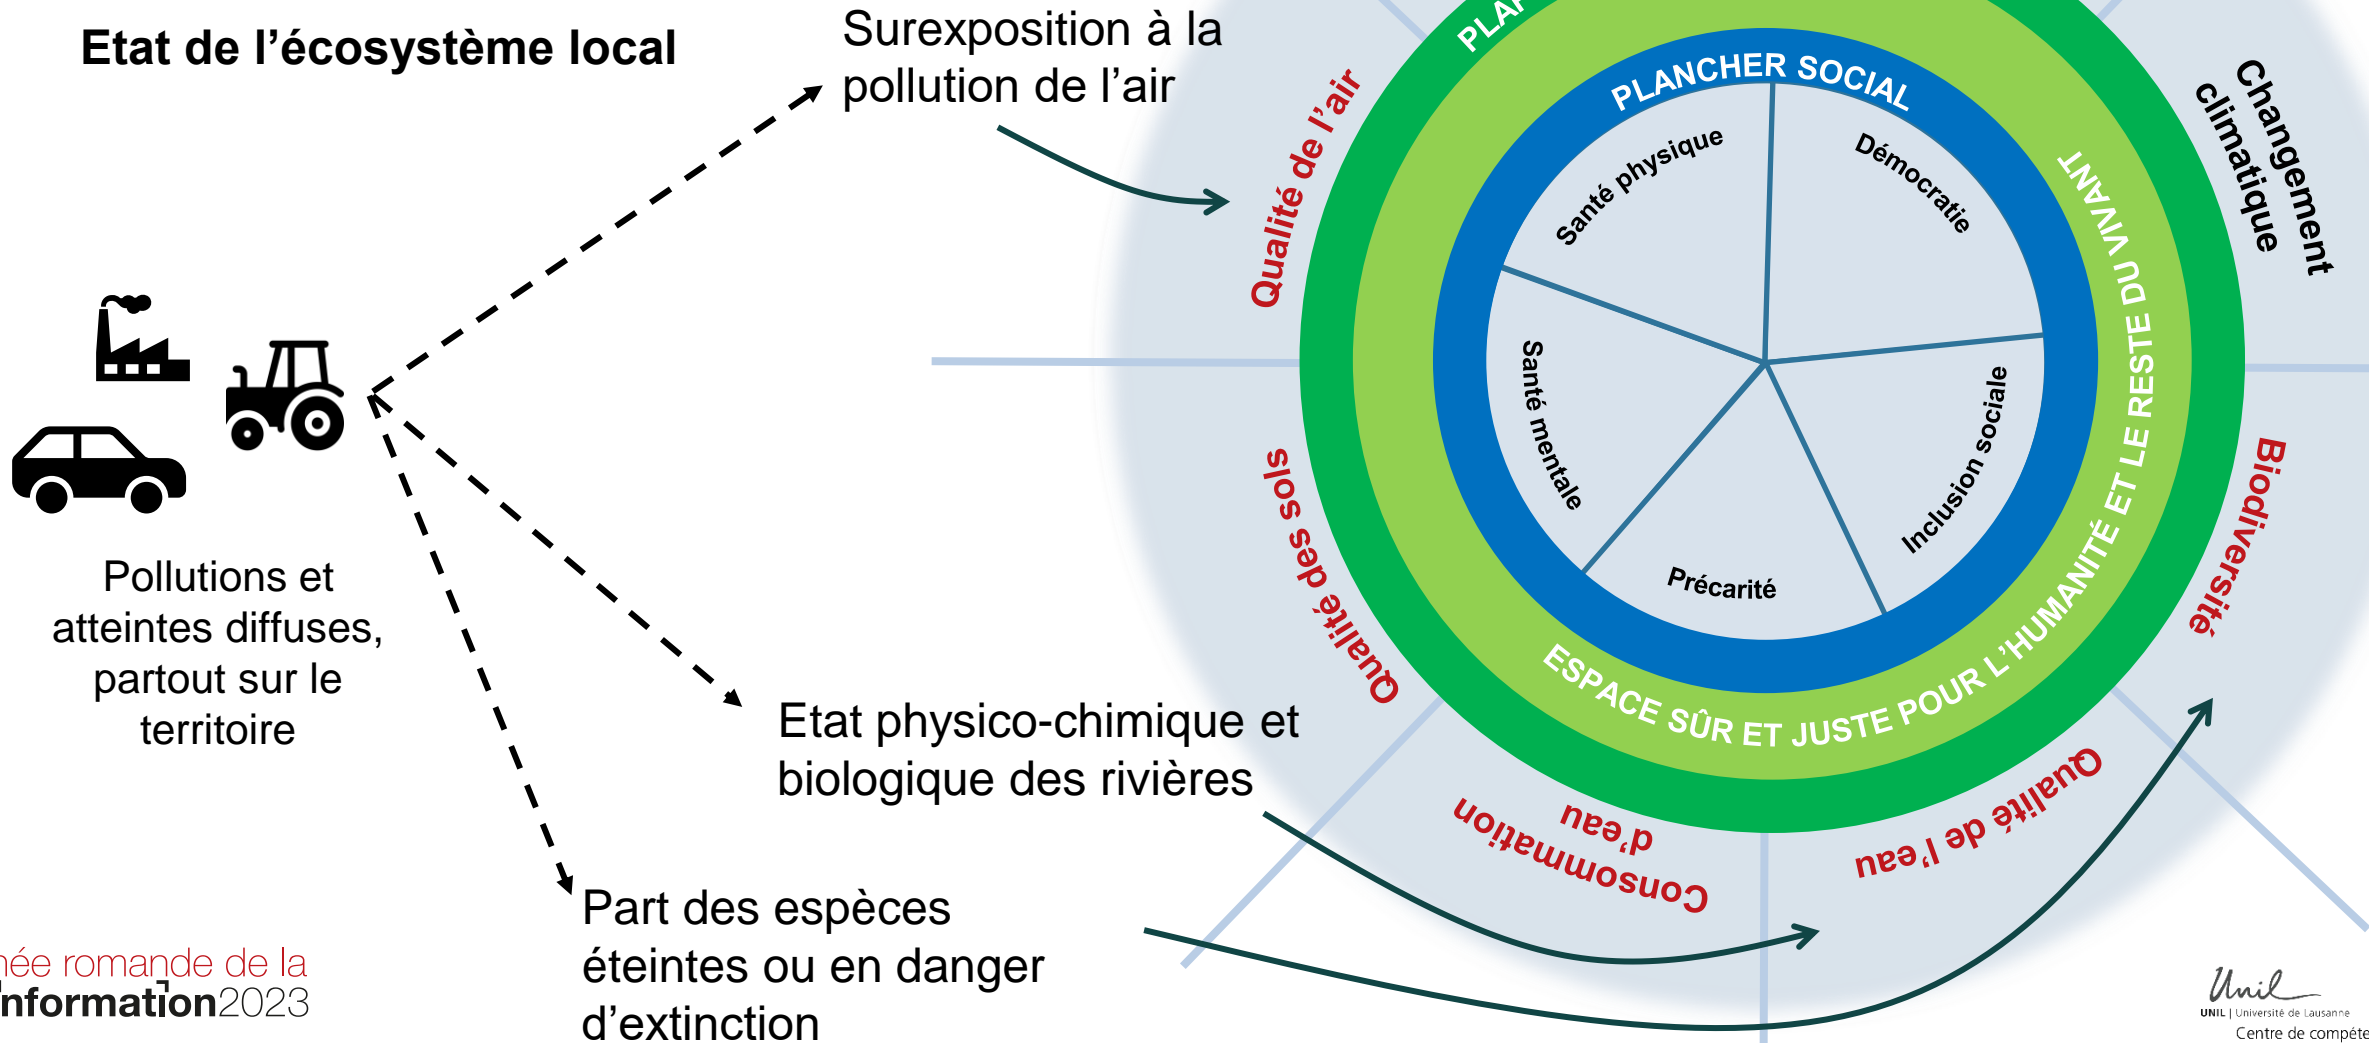 Etat de l’écosystème local
Surexposition à la
pollution de l’air
Pollutions et
atteintes diffuses,
partout sur le
territoire
Etat physico-chimique et
biologique des rivières
Part des espèces
éteintes ou en danger
d’extinction
PLANCHER SOCIAL
ESPACE SÛR ET JUSTE POUR L’HUMANITÉ ET LE RESTE DU VIVANT
Santé physique
Démocratie
Inclusion sociale
Précarité
Santé mentale
Qualité de l’air
Changement
climatique
Biodiversité
Qualité de l’eau
Consommation
d’eau
Qualité des sols
romande de la
2023
Unil
UNIL | Université de Lausanne
Centre de